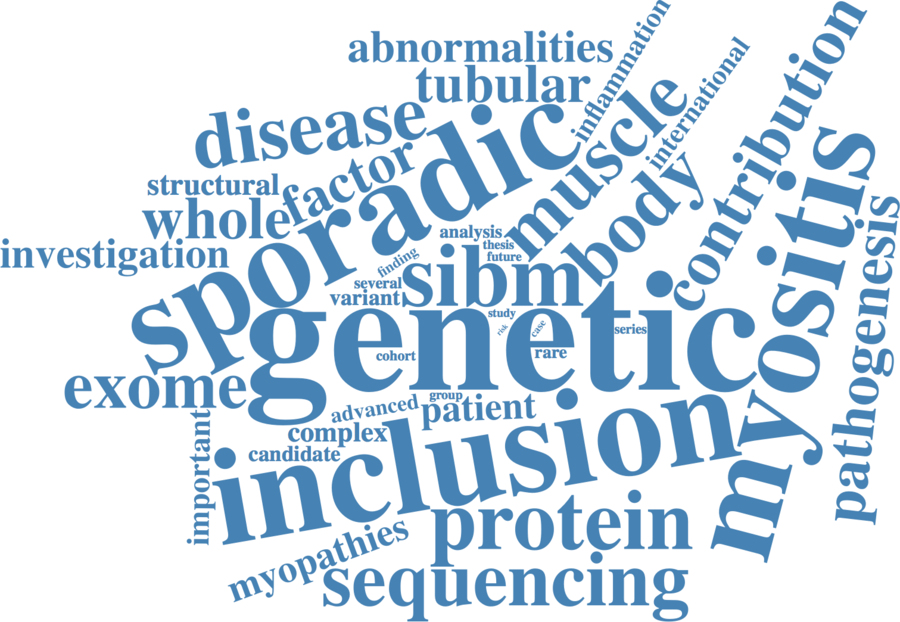 abnormalities
tubular
inflammation
international
contribution
disease
muscle
sporadic
factor
structural
whole
body
myositis
investigation
analysis
thesis
future
finding
several
variant
sibm
pathogenesis
genetic
study
risk
case
series
cohort
rare
exome
group
advanced
patient
important
complex
candidate
inclusion
protein
myopathies
sequencing